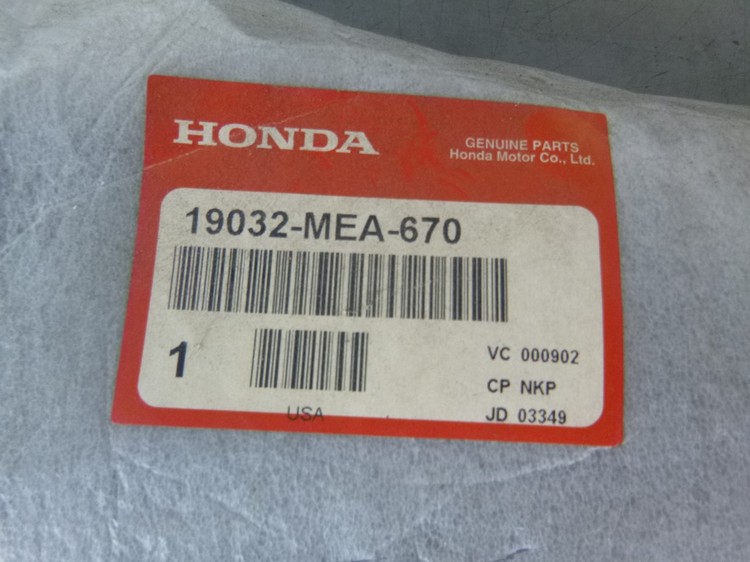 HONDA
GENUINE PARTS
Honda Motor Co., Ltd.
19032-MEA-670
1
VC 000902
CP NKP
USA
JD 03349